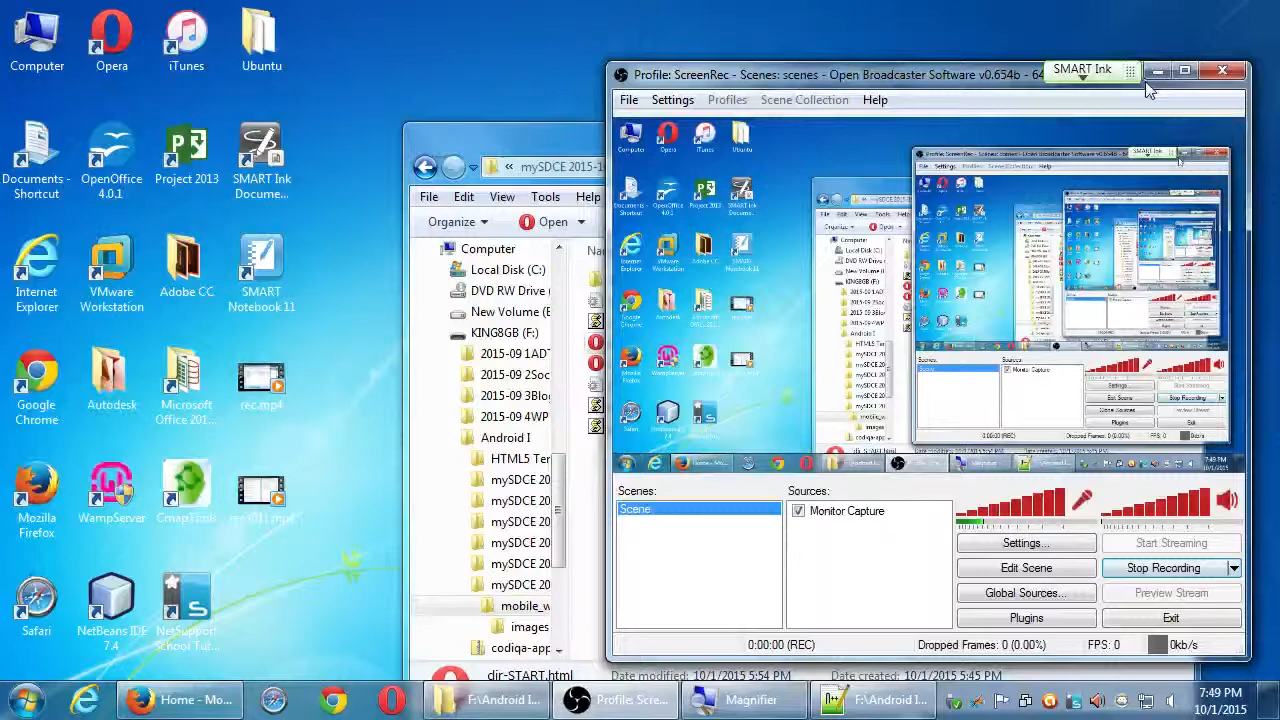 Computer
Opera
iTunes
Ubuntu
Documents -
Shortcut
OpenOffice
4.0.1
Project 2013
SMART Ink
Docume...
Internet
Explorer
VMware
Workstation
Adobe CC
SMART
Notebook 11
Google
Chrome
Autodesk
Microsoft
Office 201...
rec.mp4
Mozilla
Firefox
WampServer
CmapTools
Safari
NetBeans IDE
7.4
NetSupport
School Tut...
mySDCE 2015-1
File Edit View Tools Help
Organize Open
Computer
Local Disk (C:)
DVD RW Drive (
New Volume (
KINGBGB (F:)
2015-09 1ADT
2015-09 2Soc
2015-09 3Blog
2015-09 4WP
Android I
HTML5 Ter
mySDCE 20
mySDCE 20
mySDCE 20
mySDCE 20
mySDCE 20
mySDCE 20
mobile_w
images
codiqa-app
dir-START.html
Date modified: 10/1/2015 5:54 PM
Date created: 10/1/2015 5:45 PM
Profile: ScreenRec - Scenes: scenes - Open Broadcaster Software v0.654b - 64
SMART Ink
File Settings Profiles Scene Collection Help
Scenes:
Scene
Sources:
Monitor Capture
Settings...
Start Streaming
Edit Scene
Stop Recording
Global Sources...
Preview Stream
Plugins
Exit
0:00:00 (REC)
Dropped Frames: 0 (0.00%)
FPS: 0
0kb/s
Home - Mo...
F:\Android I...
Profile: Scree...
Magnifier
F:\Android I...
7:49 PM
10/1/2015